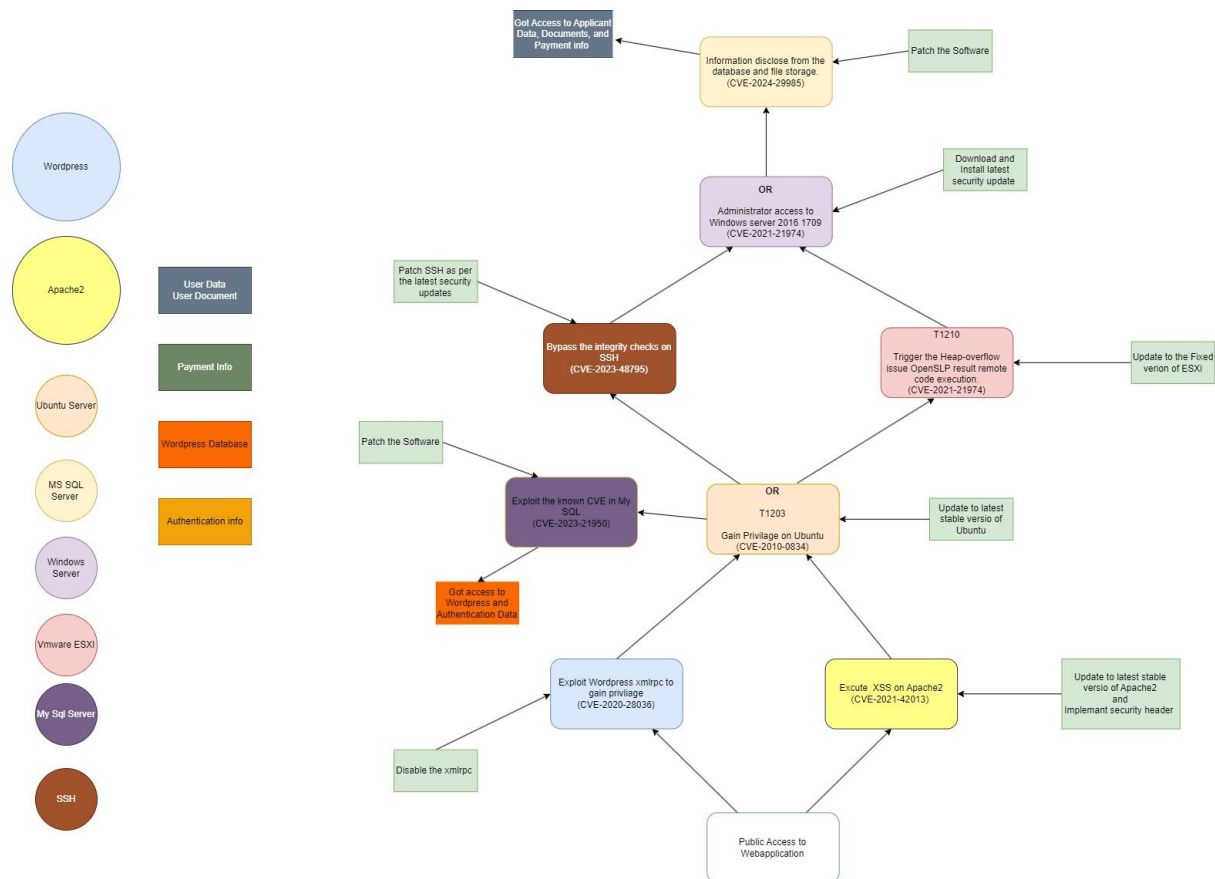 Got Access to Applicant
Data, Documents, and
Payment info
Information disclose from the
database and file storage.
(CVE-2024-29985)
Patch the Software
Wordpress
OR
Administrator access to
Windows server 2016 1709
(CVE-2021-21974)
Download and
Install latest
security update
Apache2
User Data
User Document
Patch SSH as per
the latest security
updates
Payment Info
Bypass the integrity checks on
SSH
(CVE-2023-48795)
T1210
Trigger the Heap-overflow
issue OpenSLP result remote
code execution.
(CVE-2021-21974)
Update to the Fixed
verion of ESXi
Ubuntu Server
Wordpress Database
Patch the Software
MS SQL
Server
Authentication info
Exploit the known CVE in My
SQL
(CVE-2023-21950)
OR
T1203
Gain Privilage on Ubuntu
(CVE-2010-0834)
Update to latest
stable versio of
Ubuntu
Windows
Server
Got access to
Wordpress and
Authentication Data
Vmware ESXI
My Sql Server
Exploit Wordpress xmlrpc to
gain privliage
(CVE-2020-28036)
Excute XSS on Apache2
(CVE-2021-42013)
Update to latest stable
versio of Apache2
and
Implemant security header
Disable the xmlrpc
SSH
Public Access to
Webapplication